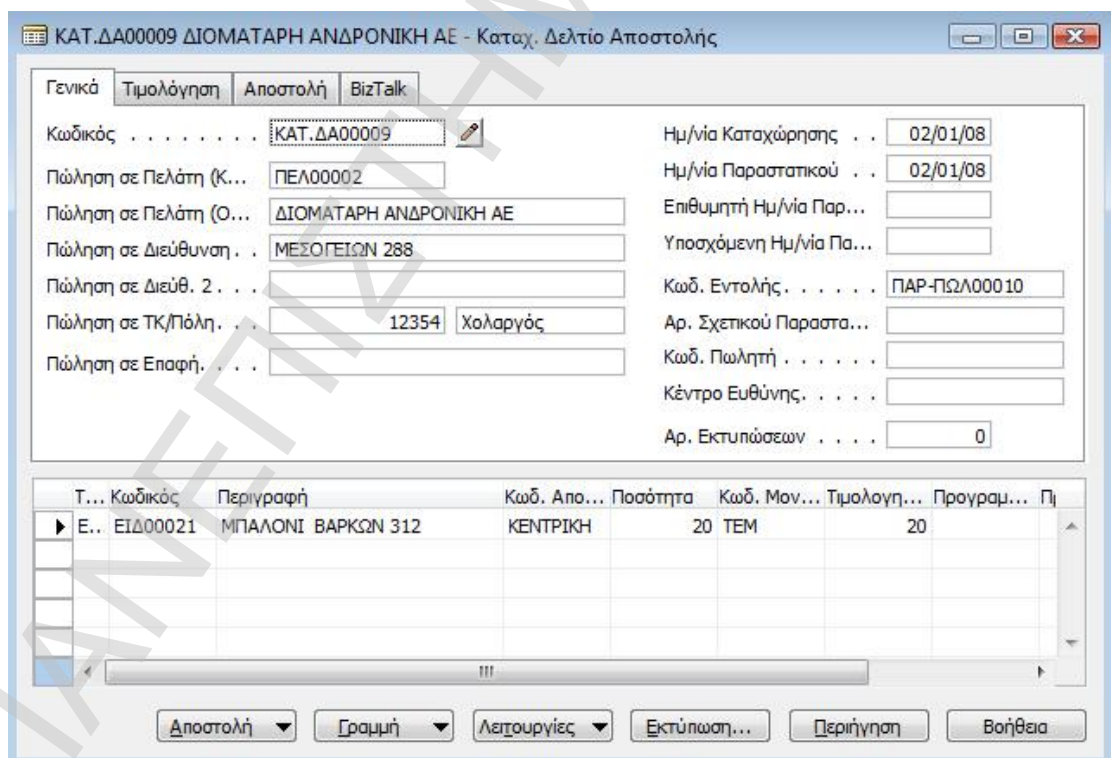 ΚΑΤ.ΔΑ00009 ΔΙΟΜΑΤΑΡΗ ΑΝΔΡΟΝΙΚΗ ΑΕ - Καταχ. Δελτίο Αποστολής
Γενικά Τιμολόγηση Αποστολή BizTalk
Κωδικός . . . . . . . . ΚΑΤ.ΔΑ00009
Πώληση σε Πελάτη (Κ... ΠΕΛ00002
Πώληση σε Πελάτη (Ο... ΔΙΟΜΑΤΑΡΗ ΑΝΔΡΟΝΙΚΗ ΑΕ
Πώληση σε Διεύθυνση . . ΜΕΣΟΓΕΙΩΝ 288
Πώληση σε Διεύθ. 2 . . .
Πώληση σε ΤΚ/Πόλη. . . 12354 Χολαργός
Πώληση σε Επαφή. . . .
Ημ/νία Καταχώρησης . . 02/01/08
Ημ/νία Παραστατικού . . 02/01/08
Επιθυμητή Ημ/νία Παρ...
Υποσχόμενη Ημ/νία Πα...
Κωδ. Εντολής. . . . . . ΠΑΡ-ΠΩΛ00010
Αρ. Σχετικού Παραστα...
Κωδ. Πωλητή . . . . . .
Κέντρο Ευθύνης. . . . .
Αρ. Εκτυπώσεων . . . . 0
Τ... Κωδικός Περιγραφή Κωδ. Απο... Ποσότητα Κωδ. Μον... Τιμολογη... Προγραμ...
Ε.. ΕΙΔ00021 ΜΠΑΛΟΝΙ ΒΑΡΚΩΝ 312 ΚΕΝΤΡΙΚΗ 20 ΤΕΜ 20
Αποστολή Γραμμή Λειτουργίες Εκτύπωση... Περιήγηση Βοήθεια